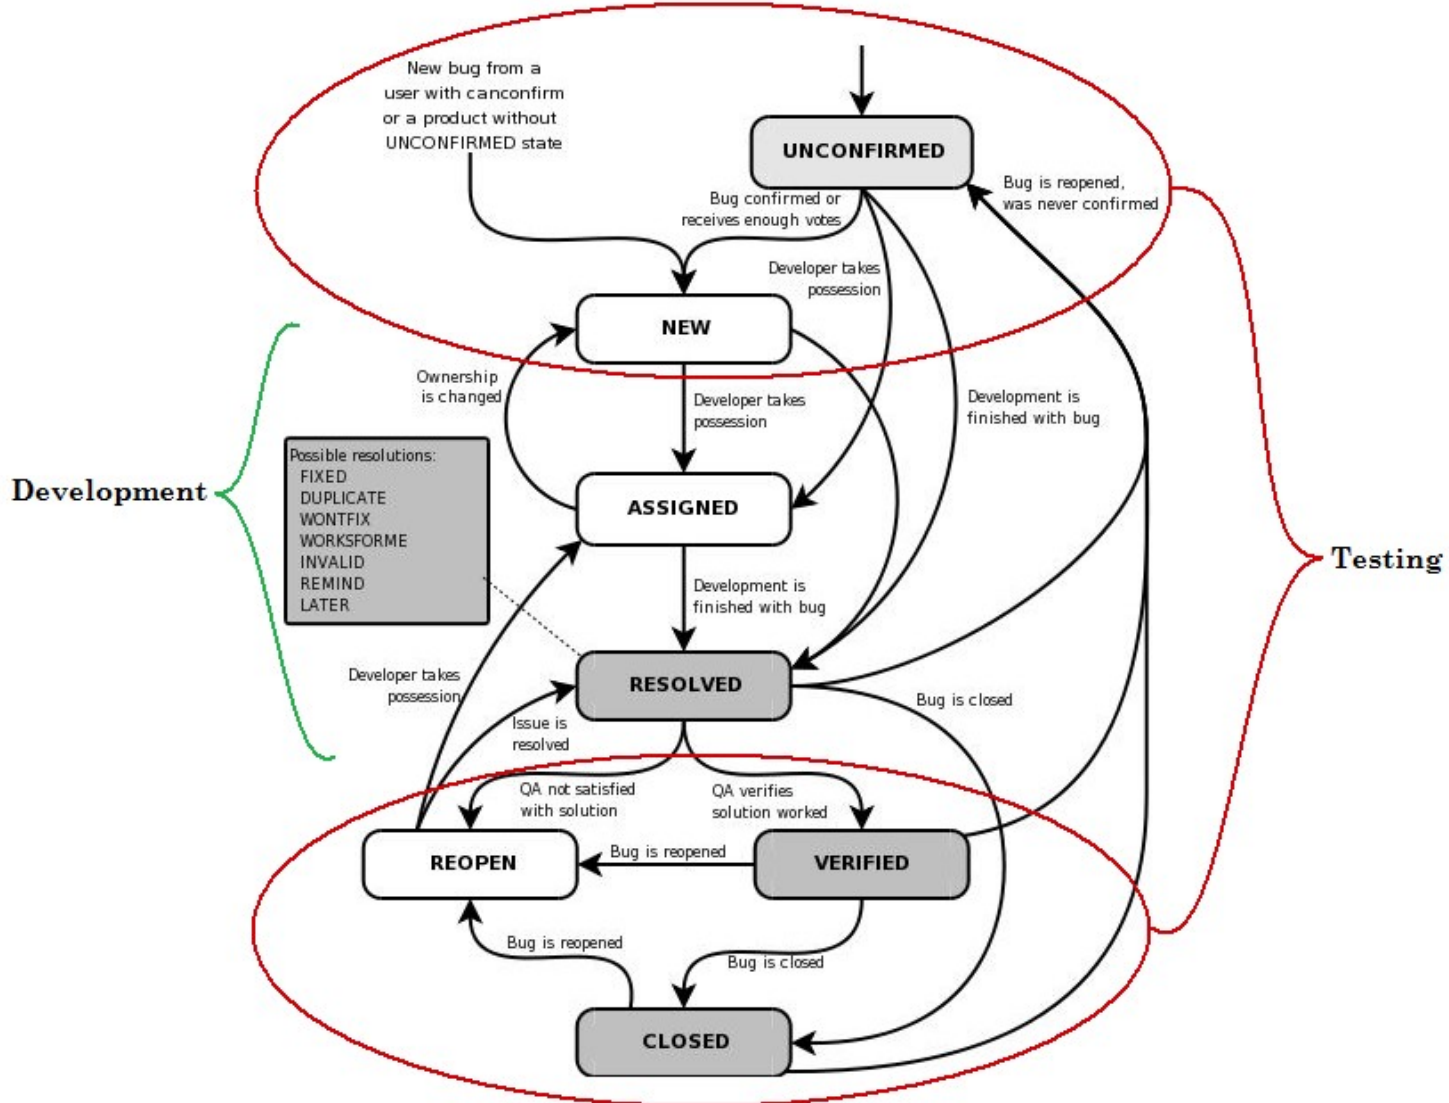 New bug from a
user with canconfirm
or a product without
UNCONFIRMED state
UNCONFIRMED
Bug is reopened,
was never confirmed
Bug confirmed or
receives enough votes
Developer takes
possession
NEW
Ownership
is changed
Developer takes
possession
Development is
finished with bug
Possible resolutions:
FIXED
DUPLICATE
WONTFIX
WORKSFORME
INVALID
REMIND
LATER
Development
ASSIGNED
Testing
Development is
finished with bug
Developer takes
possession
RESOLVED
Bug is closed
Issue is
resolved
QA not satisfied
with solution
QA verifies
solution worked
REOPEN
Bug is reopened
VERIFIED
Bug is reopened
Bug is closed
CLOSED